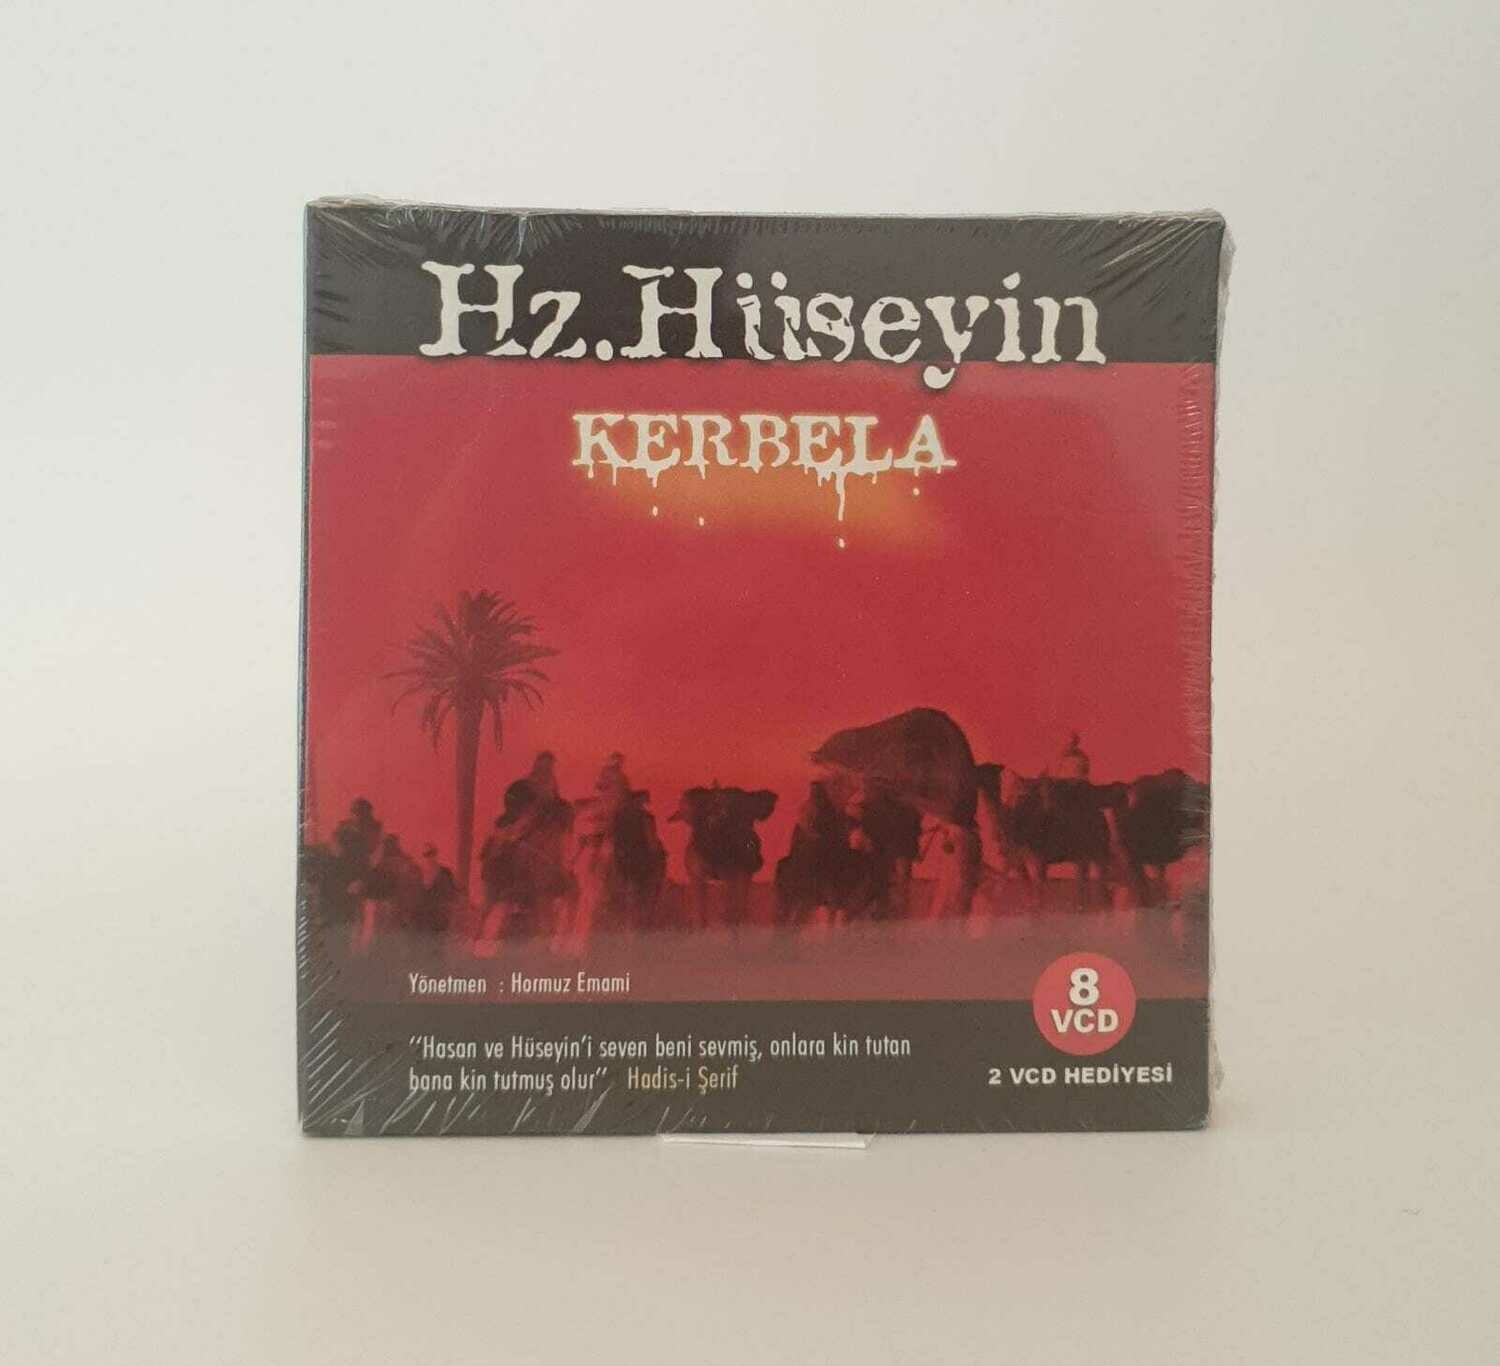 Hz.Hüseyin
KERBELA
Yönetmen : Hormuz Emami
"Hasan ve Hüseyin'i seven beni sevmiş, onlara kin tutan
bana kin tutmuş olur" Hadis-i Şerif
8
VCD
2 VCD HEDİYESİ